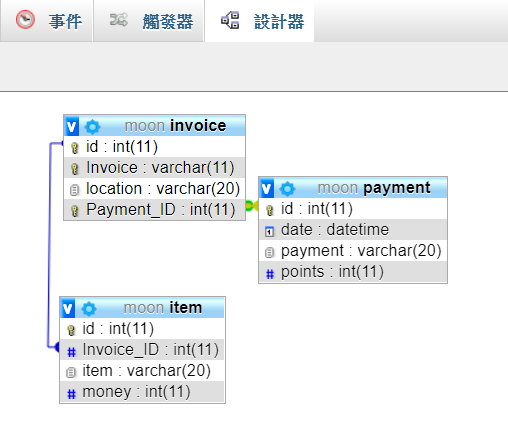 事件 觸發器 設計器
v moon invoice
id : int(11)
Invoice : varchar(11)
location : varchar(20)
Payment_ID : int(11)
v moon payment
id : int(11)
date : datetime
payment : varchar(20)
# points : int(11)
v moon item
id : int(11)
# Invoice_ID : int(11)
item : varchar(20)
# money : int(11)